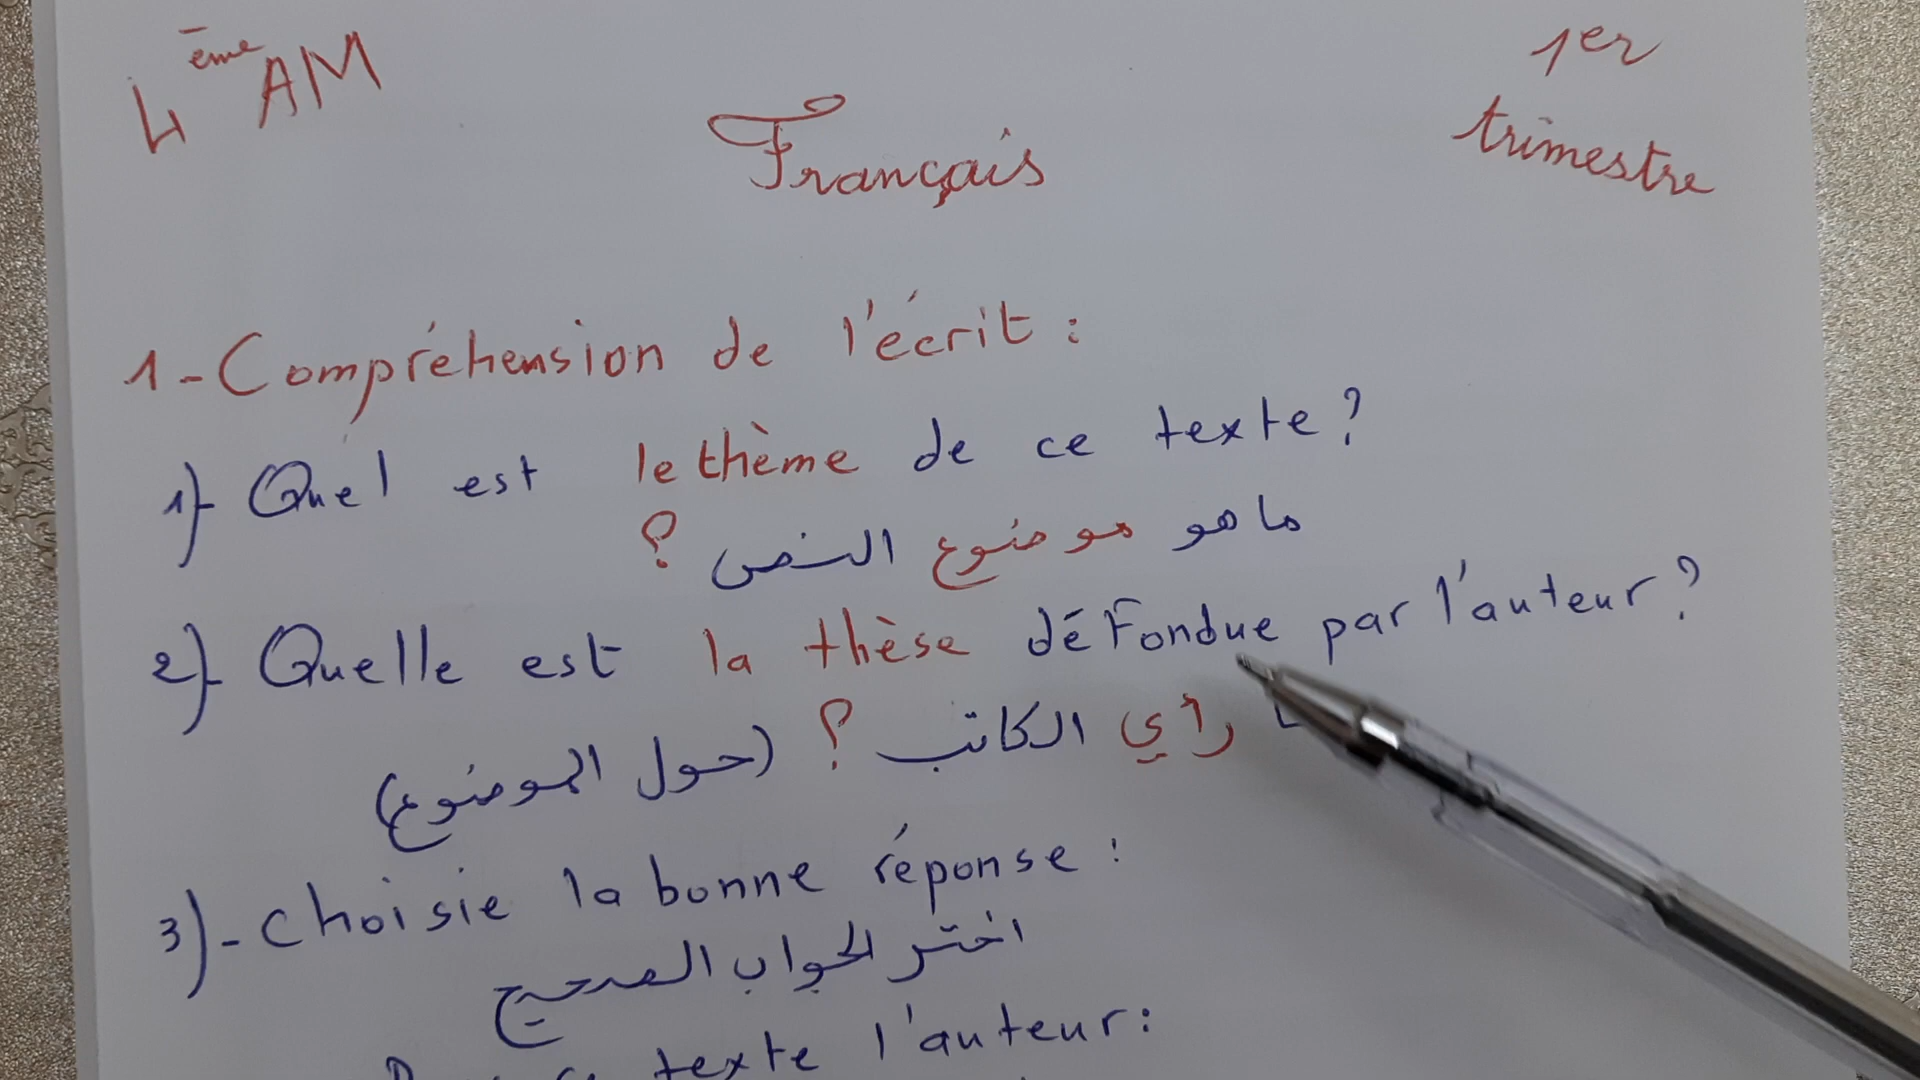 4ème AM
1er
trimestre
Français
1-Compréhension de l'écrit :
1)- Quel est le thème de ce texte ?
ما هو موضوع النص ؟
2)- Quelle est la thèse défondue par l'auteur ?
رأي الكاتب ؟ (حول الموضوع)
3)- choisie la bonne réponse :
اختر الجواب الصحيح
texte l'auteur :